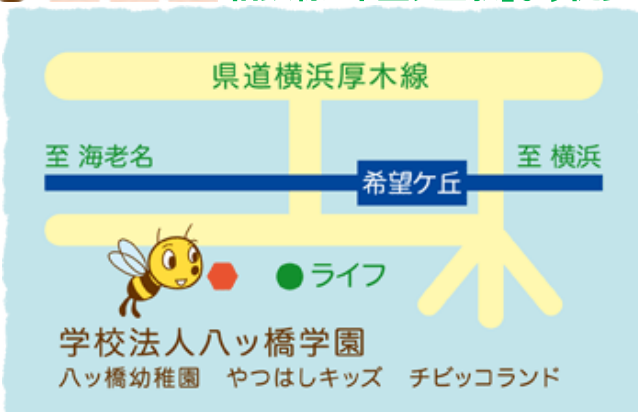 県道横浜厚木線
至 海老名
至 横浜
希望ケ丘
ライフ
学校法人八ッ橋学園
八ッ橋幼稚園　やつはしキッズ　チビッコランド